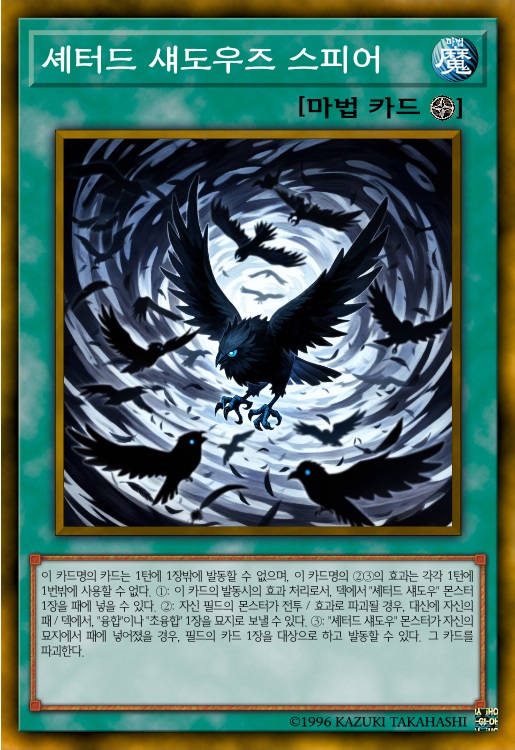 셰터드 섀도우즈 스피어
마법
魔
[마법 카드]
이 카드명의 카드는 1턴에 1장밖에 발동할 수 없으며, 이 카드명의 ②③의 효과는 각각 1턴에
1번밖에 사용할 수 없다. ①: 이 카드의 발동시의 효과 처리로서, 덱에서 "셰터드 섀도우" 몬스터
1장을 패에 넣을 수 있다. ②: 자신 필드의 몬스터가 전투 / 효과로 파괴될 경우, 대신에 자신의
패 / 덱에서, "융합"이나 "초융합" 1장을 묘지로 보낼 수 있다. ③: "셰터드 섀도우" 몬스터가 자신의
묘지에서 패에 넣어졌을 경우, 필드의 카드 1장을 대상으로 하고 발동할 수 있다. 그 카드를
파괴한다.
©1996 KAZUKI TAKAHASHI